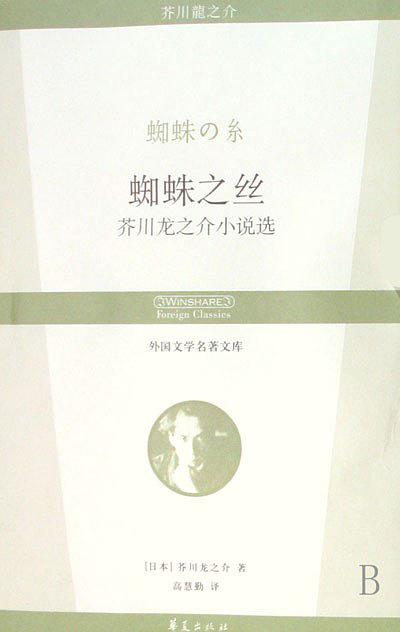 芥川龍之介
蜘蛛の糸
蜘蛛之丝
芥川龙之介小说选
WINSHARE
Foreign Classics
外国文学名著文库
[日本] 芥川龙之介 著
高慧勤 译
B
华夏出版社